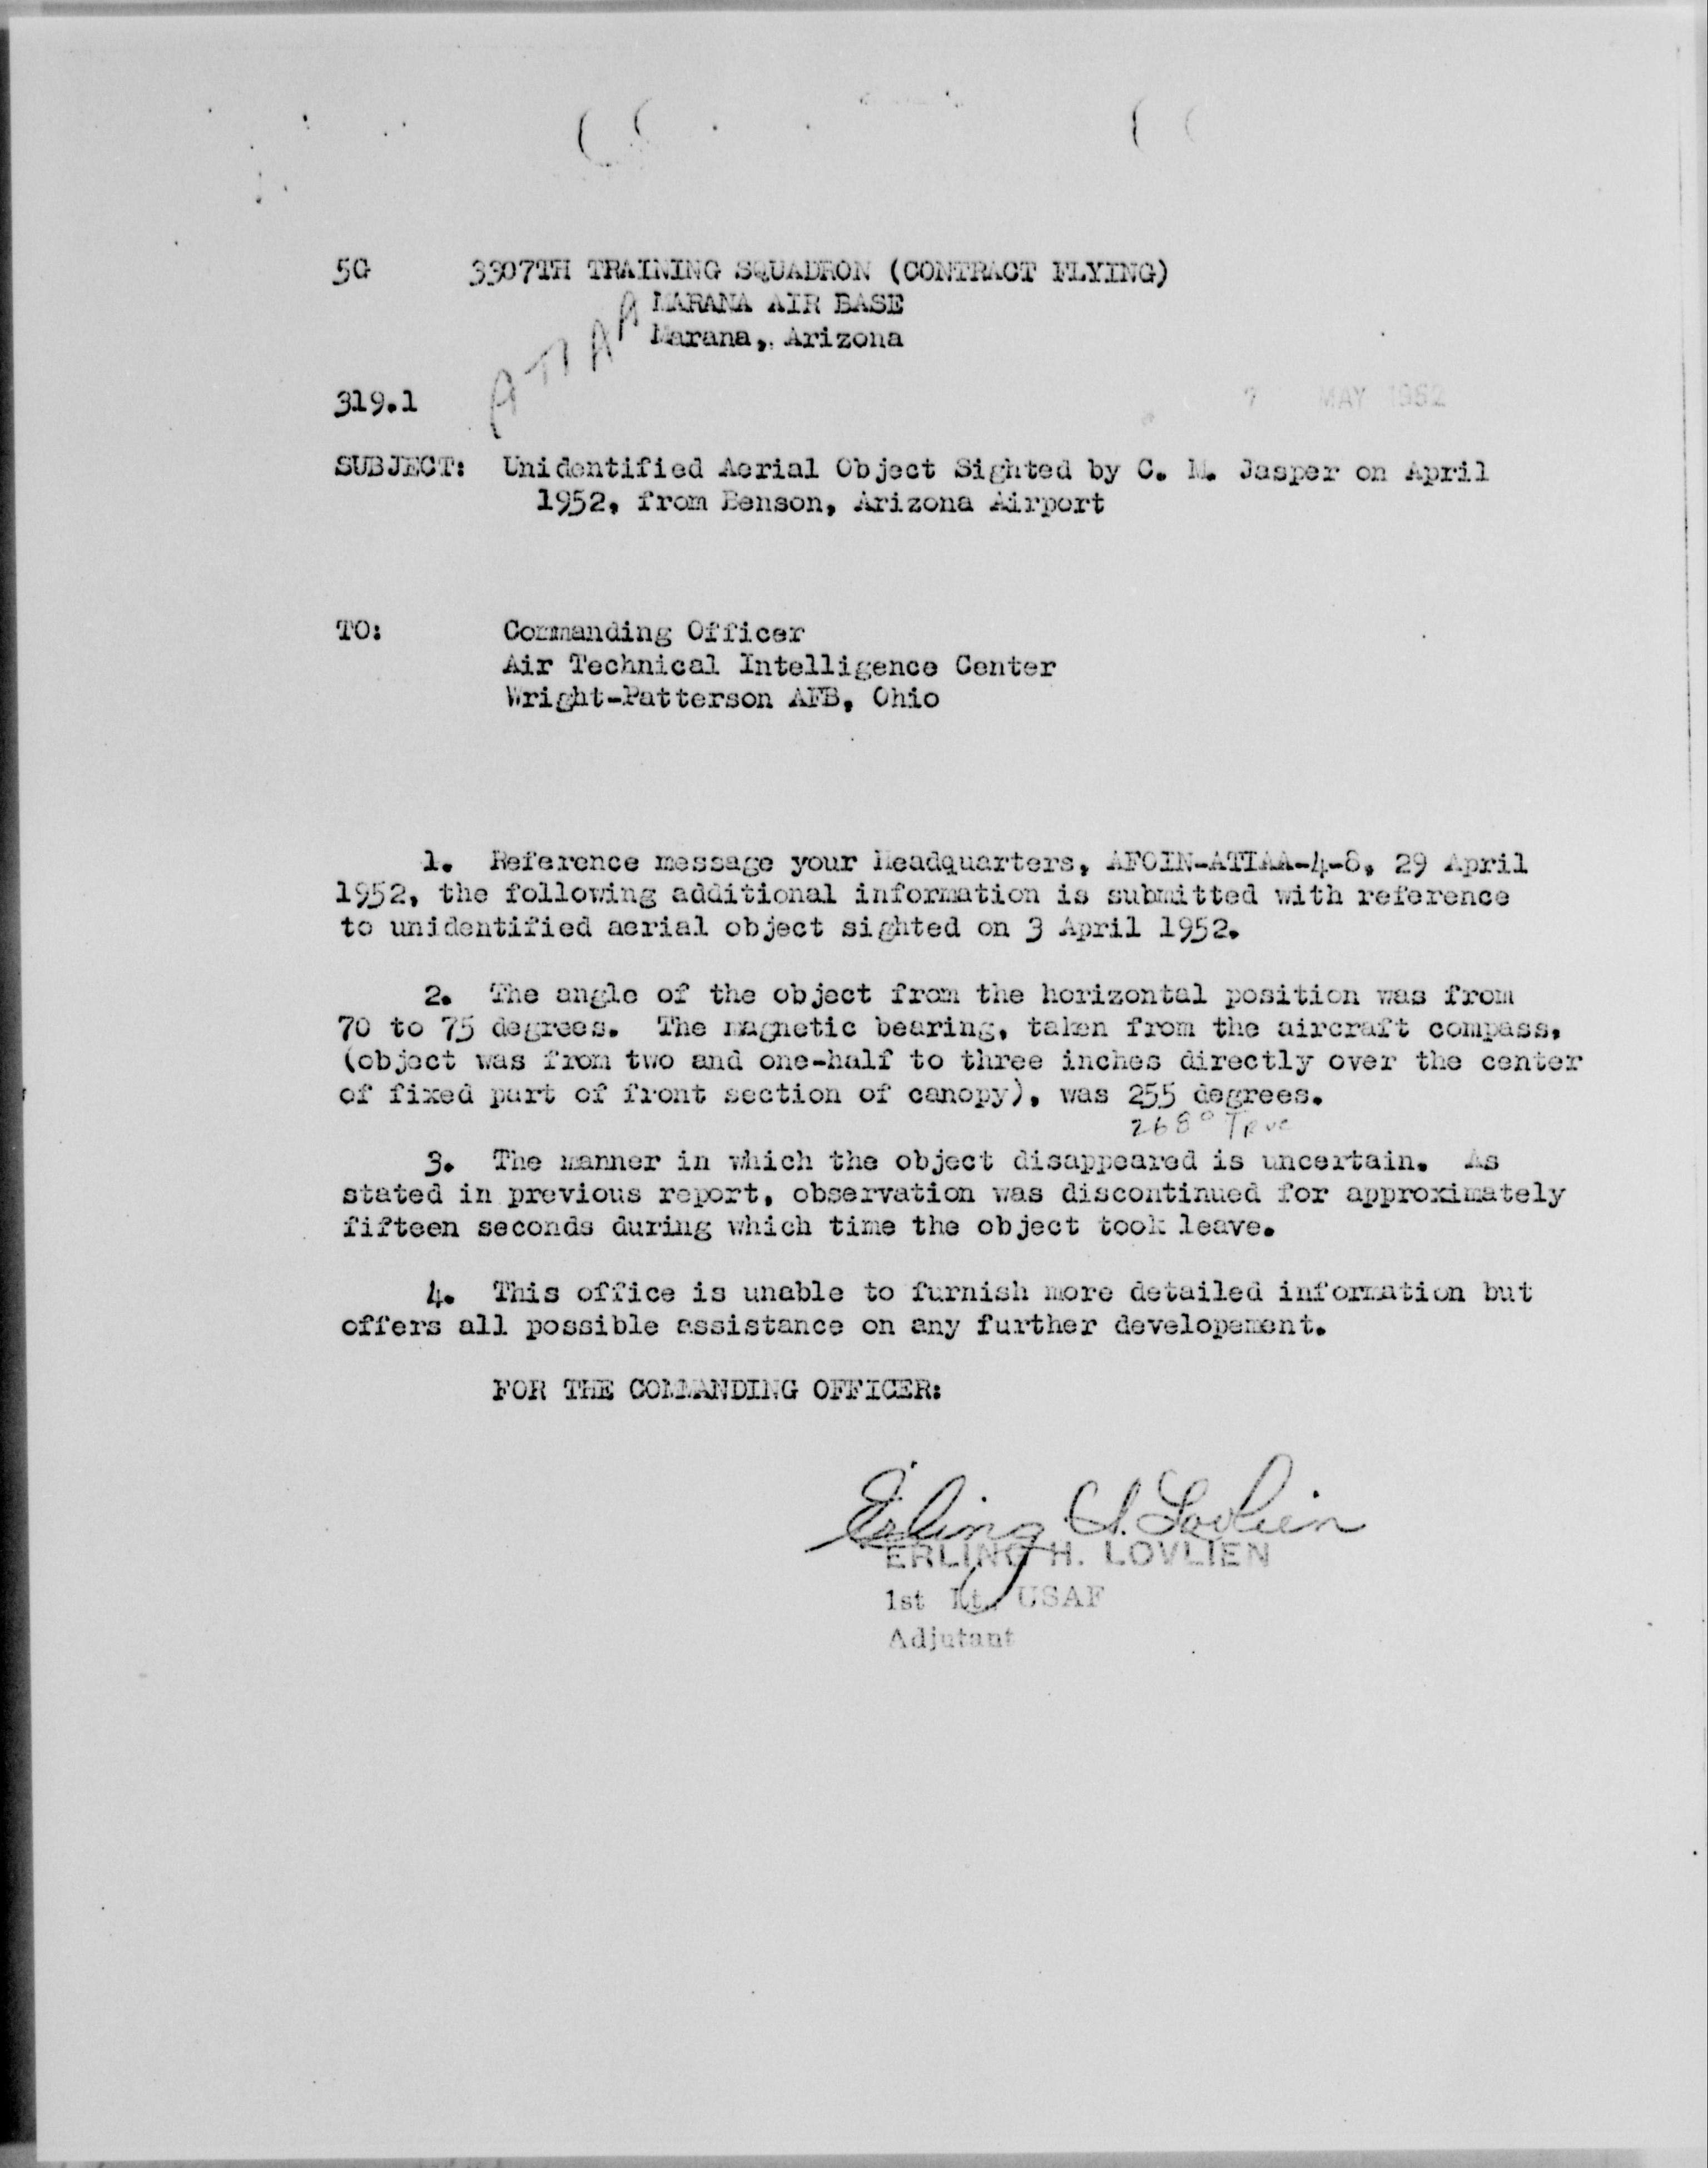 5G 3307TH TRAINING SQUADRON (CONTRACT FLYING)
MARANA AIR BASE
Marana, Arizona
ATIAA
319.1 7 MAY 1952
SUBJECT: Unidentified Aerial Object Sighted by C. M. Jasper on April
1952, from Benson, Arizona Airport
TO: Commanding Officer
Air Technical Intelligence Center
Wright-Patterson AFB, Ohio
1. Reference message your Headquarters, AFOIN-ATIAA-4-8, 29 April
1952, the following additional information is submitted with reference
to unidentified aerial object sighted on 3 April 1952.
2. The angle of the object from the horizontal position was from
70 to 75 degrees. The magnetic bearing, taken from the aircraft compass,
(object was from two and one-half to three inches directly over the center
of fixed part of front section of canopy), was 255 degrees.
268° True
3. The manner in which the object disappeared is uncertain. As
stated in previous report, observation was discontinued for approximately
fifteen seconds during which time the object took leave.
4. This office is unable to furnish more detailed information but
offers all possible assistance on any further developement.
FOR THE COMMANDING OFFICER:
Erling H. Lovlien
ERLING H. LOVLIEN
1st Lt, USAF
Adjutant